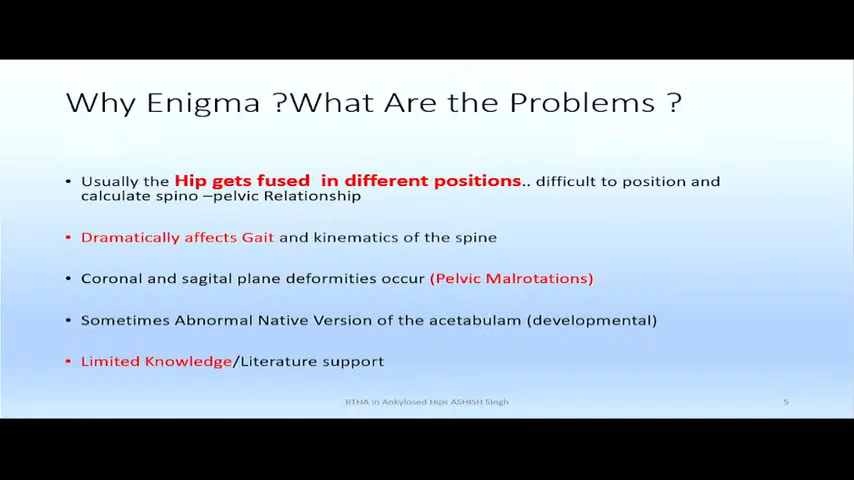 Why Enigma ?What Are the Problems ?
• Usually the Hip gets fused in different positions.. difficult to position and
calculate spino –pelvic Relationship
• Dramatically affects Gait and kinematics of the spine
• Coronal and sagital plane deformities occur (Pelvic Malrotations)
• Sometimes Abnormal Native Version of the acetabulam (developmental)
• Limited Knowledge/Literature support
RTHA in Ankylosed Hips ASHISH Singh
5